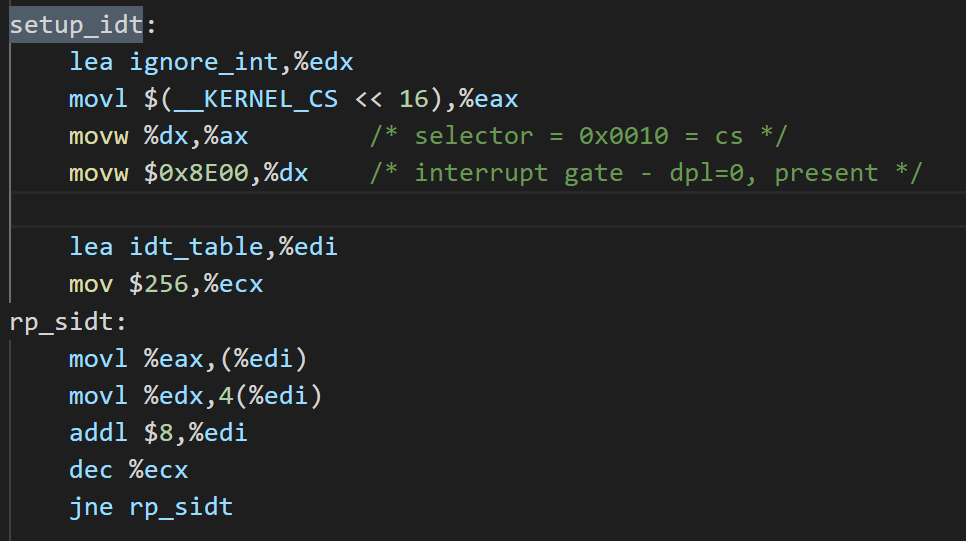 setup_idt:
    lea ignore_int,%edx
    movl $(__KERNEL_CS << 16),%eax
    movw %dx,%ax        /* selector = 0x0010 = cs */
    movw $0x8E00,%dx    /* interrupt gate - dpl=0, present */
    lea idt_table,%edi
    mov $256,%ecx
rp_sidt:
    movl %eax,(%edi)
    movl %edx,4(%edi)
    addl $8,%edi
    dec %ecx
    jne rp_sidt